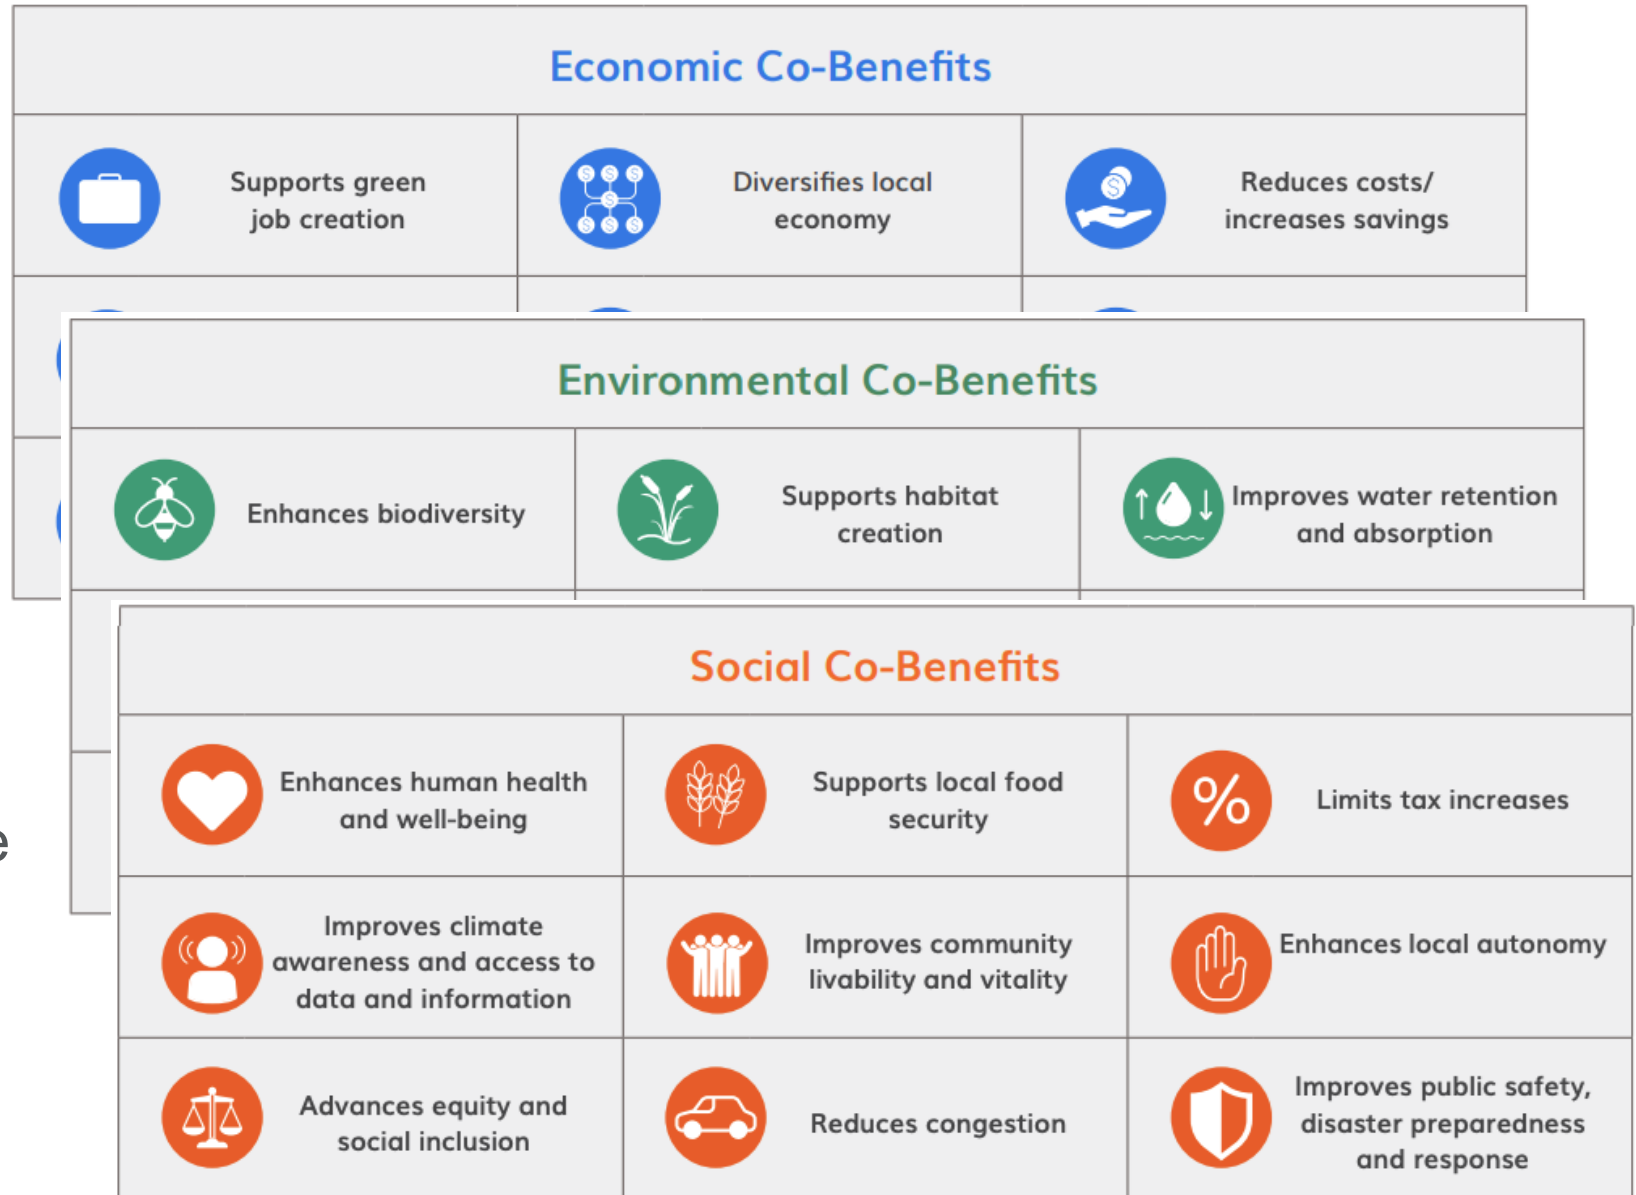 Economic Co-Benefits
Supports green
job creation
Diversifies local
economy
Reduces costs/
increases savings
Environmental Co-Benefits
Enhances biodiversity
Supports habitat
creation
Improves water retention
and absorption
Social Co-Benefits
Enhances human health
and well-being
Supports local food
security
%
Limits tax increases
e
Improves climate
awareness and access to
data and information
Improves community
livability and vitality
Enhances local autonomy
Advances equity and
social inclusion
Reduces congestion
Improves public safety,
disaster preparedness
and response